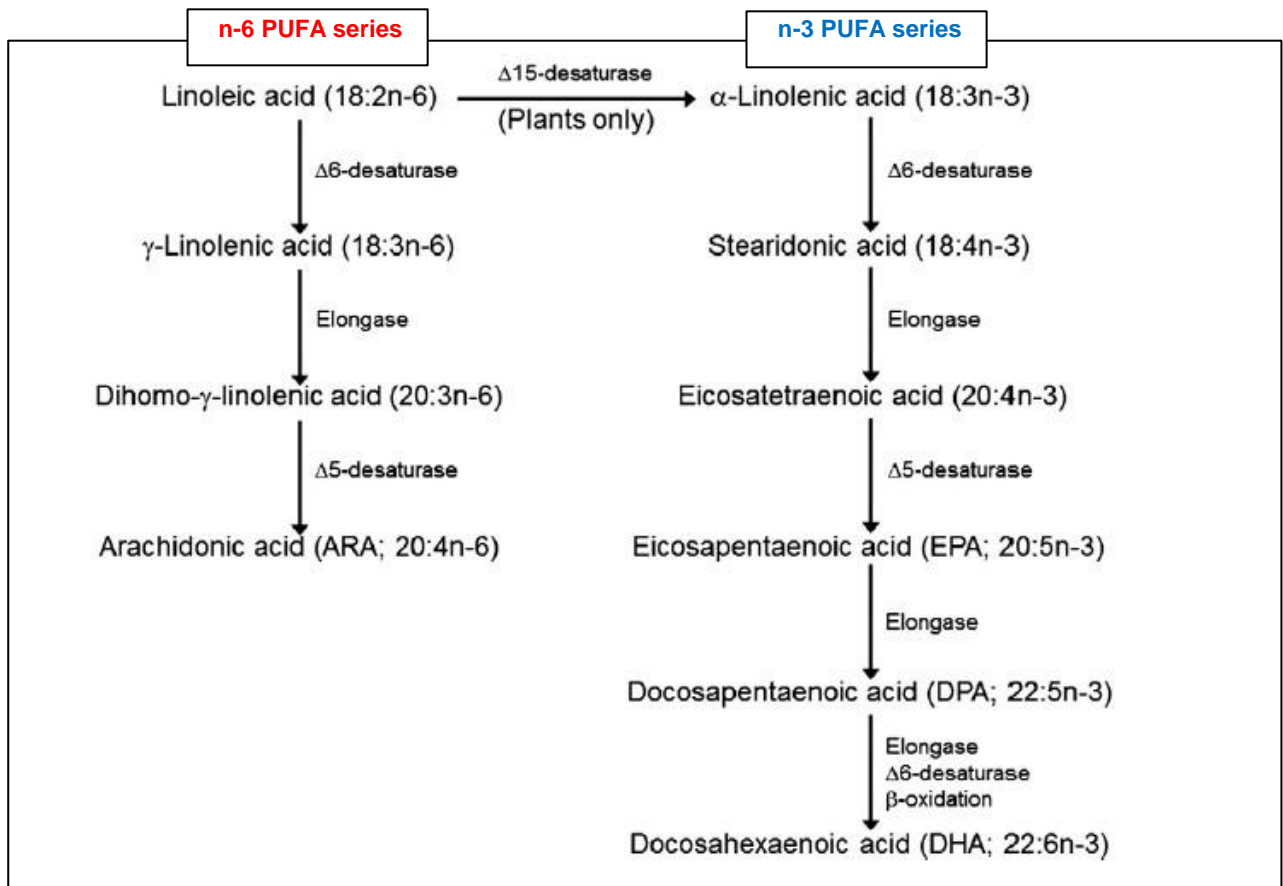 n-6 PUFA series
n-3 PUFA series
Linoleic acid (18:2n-6)
Δ15-desaturase
(Plants only)
α-Linolenic acid (18:3n-3)
Δ6-desaturase
Δ6-desaturase
γ-Linolenic acid (18:3n-6)
Stearidonic acid (18:4n-3)
Elongase
Elongase
Dihomo-γ-linolenic acid (20:3n-6)
Eicosatetraenoic acid (20:4n-3)
Δ5-desaturase
Δ5-desaturase
Arachidonic acid (ARA; 20:4n-6)
Eicosapentaenoic acid (EPA; 20:5n-3)
Elongase
Docosapentaenoic acid (DPA; 22:5n-3)
Elongase
Δ6-desaturase
β-oxidation
Docosahexaenoic acid (DHA; 22:6n-3)